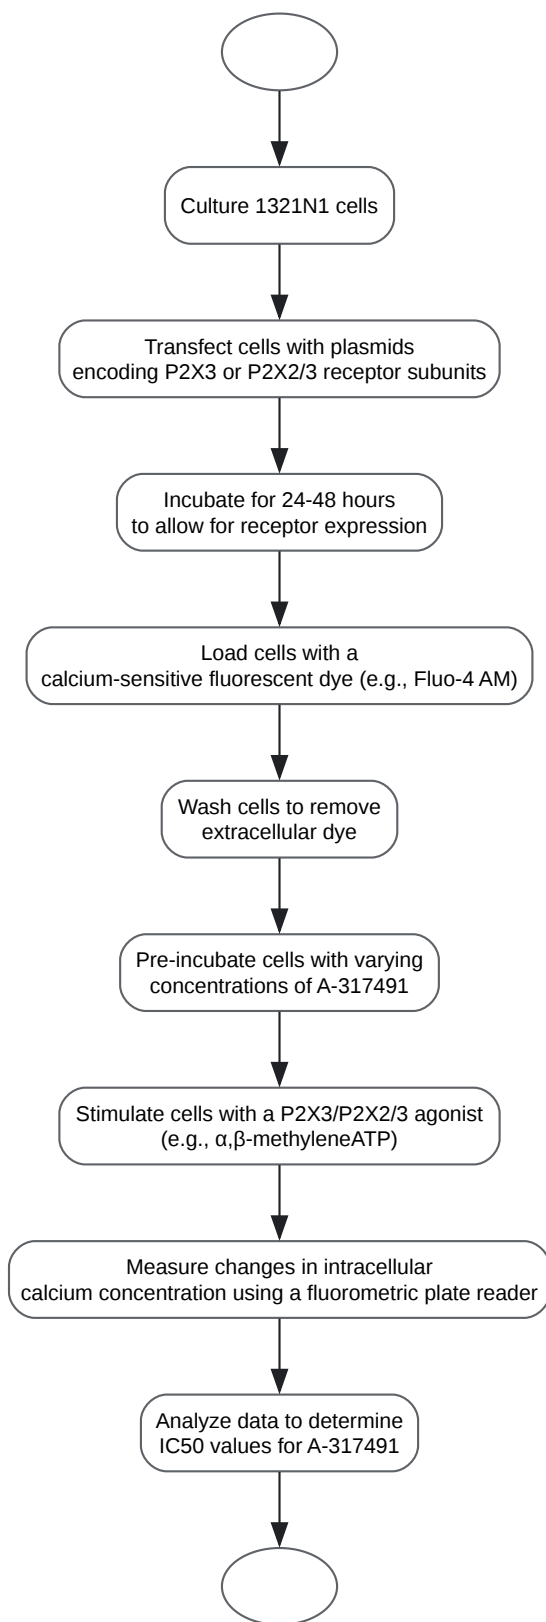 Culture 1321N1 cells
Transfect cells with plasmids
encoding P2X3 or P2X2/3 receptor subunits
Incubate for 24-48 hours
to allow for receptor expression
Load cells with a
calcium-sensitive fluorescent dye (e.g., Fluo-4 AM)
Wash cells to remove
extracellular dye
Pre-incubate cells with varying
concentrations of A-317491
Stimulate cells with a P2X3/P2X2/3 agonist
(e.g., α,β-methyleneATP)
Measure changes in intracellular
calcium concentration using a fluorometric plate reader
Analyze data to determine
IC50 values for A-317491